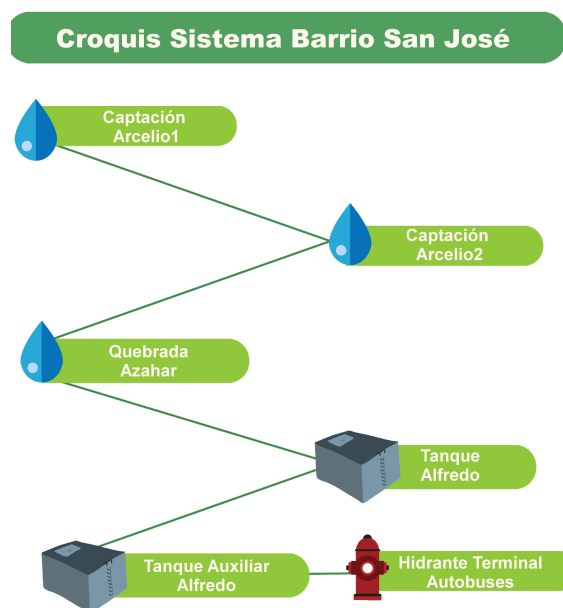 Croquis Sistema Barrio San José
Captación
Arcelio1
Captación
Arcelio2
Quebrada
Azahar
Tanque
Alfredo
Tanque Auxiliar
Alfredo
Hidrante Terminal
Autobuses